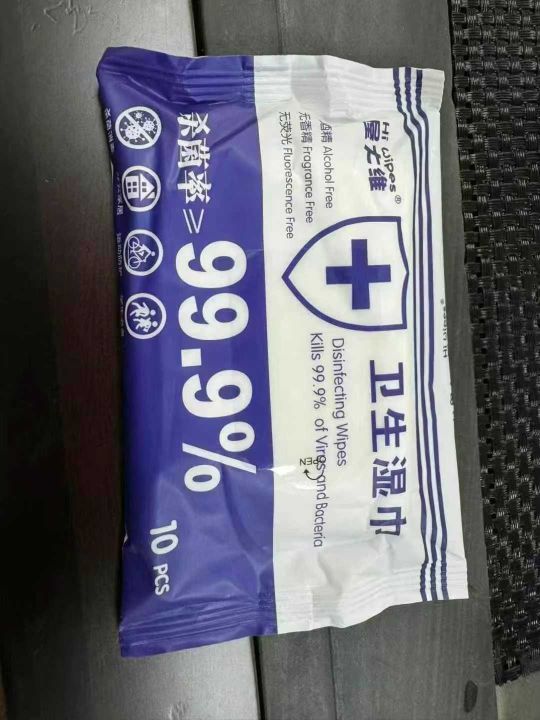 Hi wipes®
无酒精 Alcohol Free
无香精 Fragrance Free
无荧光 Fluorescence Free
卫生湿巾
Disinfecting Wipes
Kills 99.9% of Virus and Bacteria
OPEN
杀菌率≥
99.9%
10 PCS